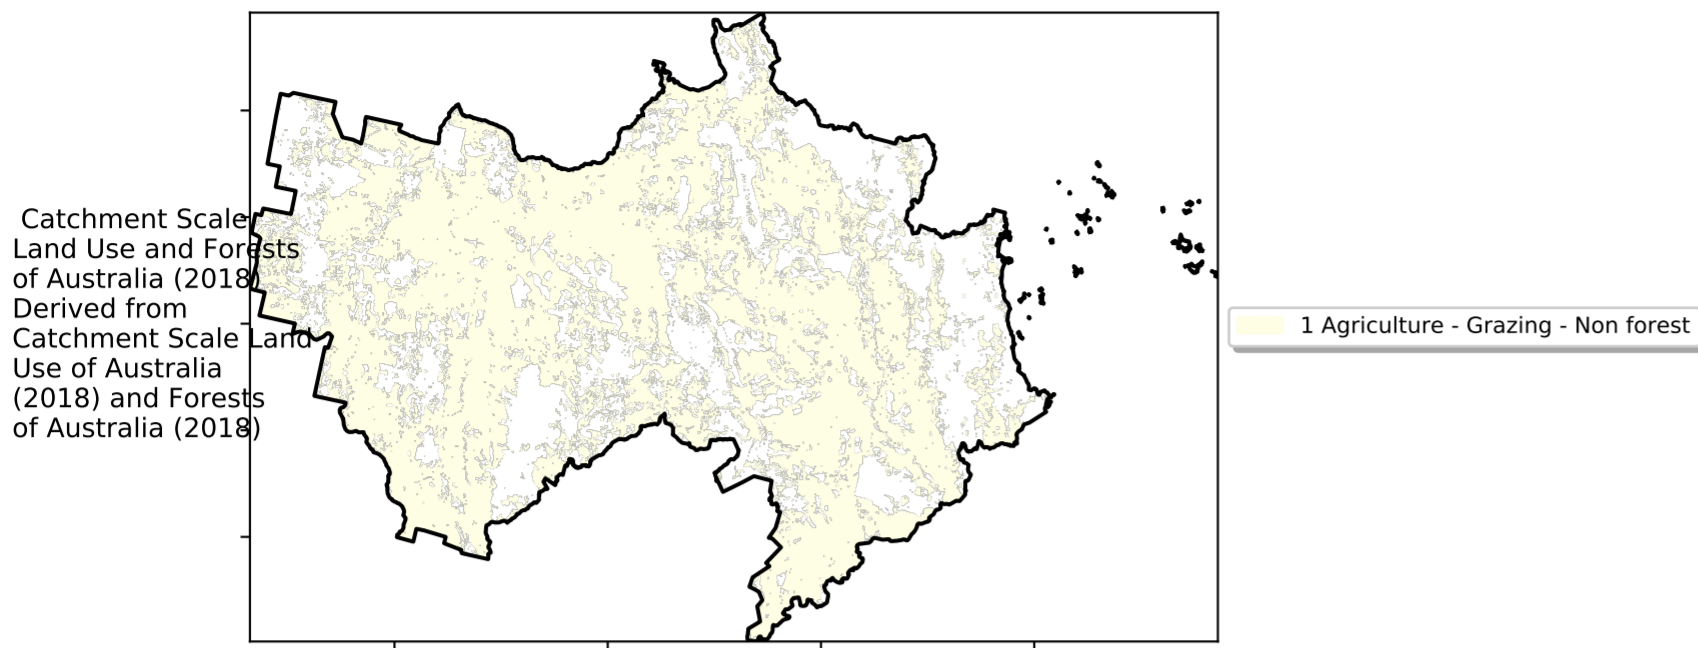 Catchment Scale
Land Use and Forests
of Australia (2018)
Derived from
Catchment Scale Land
Use of Australia
(2018) and Forests
of Australia (2018)
1 Agriculture - Grazing - Non forest